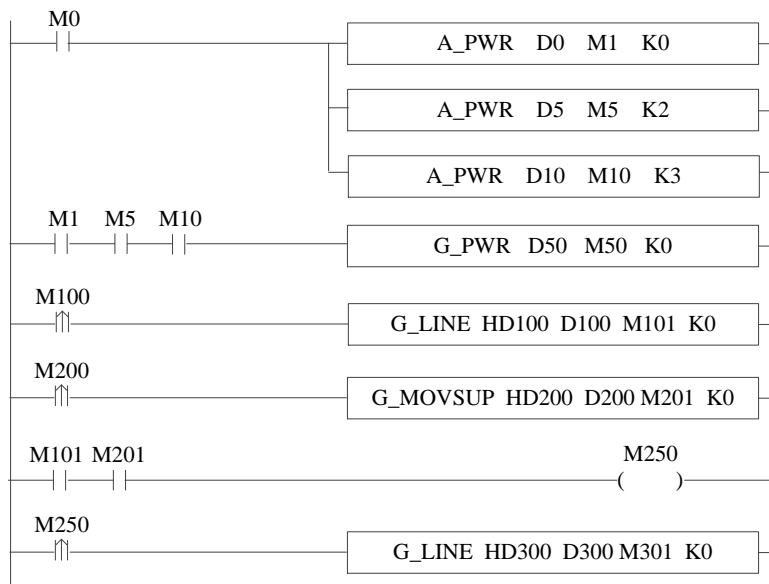 M0
A_PWR D0 M1 K0
A_PWR D5 M5 K2
A_PWR D10 M10 K3
M1 M5 M10
G_PWR D50 M50 K0
M100
G_LINE HD100 D100 M101 K0
M200
G_MOVSUP HD200 D200 M201 K0
M101 M201 M250
( )
M250
G_LINE HD300 D300 M301 K0